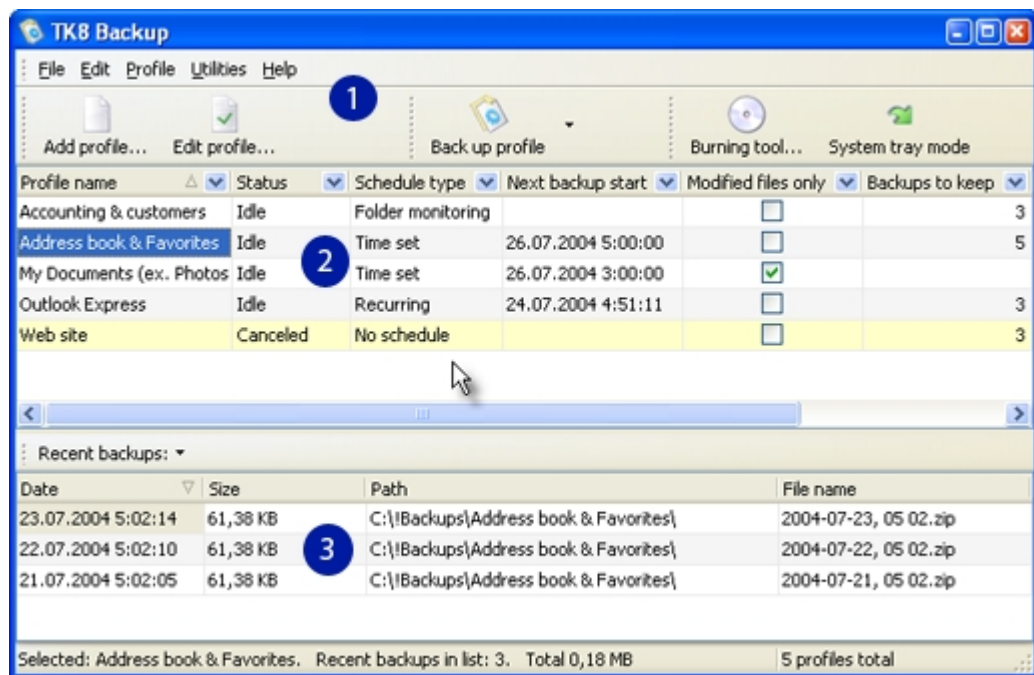 TK8 Backup
File Edit Profile Utilities Help
1
Add profile... Edit profile... Back up profile Burning tool... System tray mode
Profile name Status Schedule type Next backup start Modified files only Backups to keep
Accounting & customers Idle Folder monitoring 3
Address book & Favorites Idle Time set 26.07.2004 5:00:00 5
2
My Documents (ex. Photos Idle Time set 26.07.2004 3:00:00
Outlook Express Idle Recurring 24.07.2004 4:51:11 3
Web site Canceled No schedule 3
Recent backups:
Date Size Path File name
23.07.2004 5:02:14 61,38 KB C:\!Backups\Address book & Favorites\ 2004-07-23, 05 02.zip
22.07.2004 5:02:10 61,38 KB 3 C:\!Backups\Address book & Favorites\ 2004-07-22, 05 02.zip
21.07.2004 5:02:05 61,38 KB C:\!Backups\Address book & Favorites\ 2004-07-21, 05 02.zip
Selected: Address book & Favorites. Recent backups in list: 3. Total 0,18 MB 5 profiles total